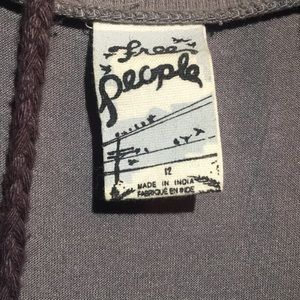 Free
People
12
MADE IN INDIA
FABRIQUÉ EN INDE